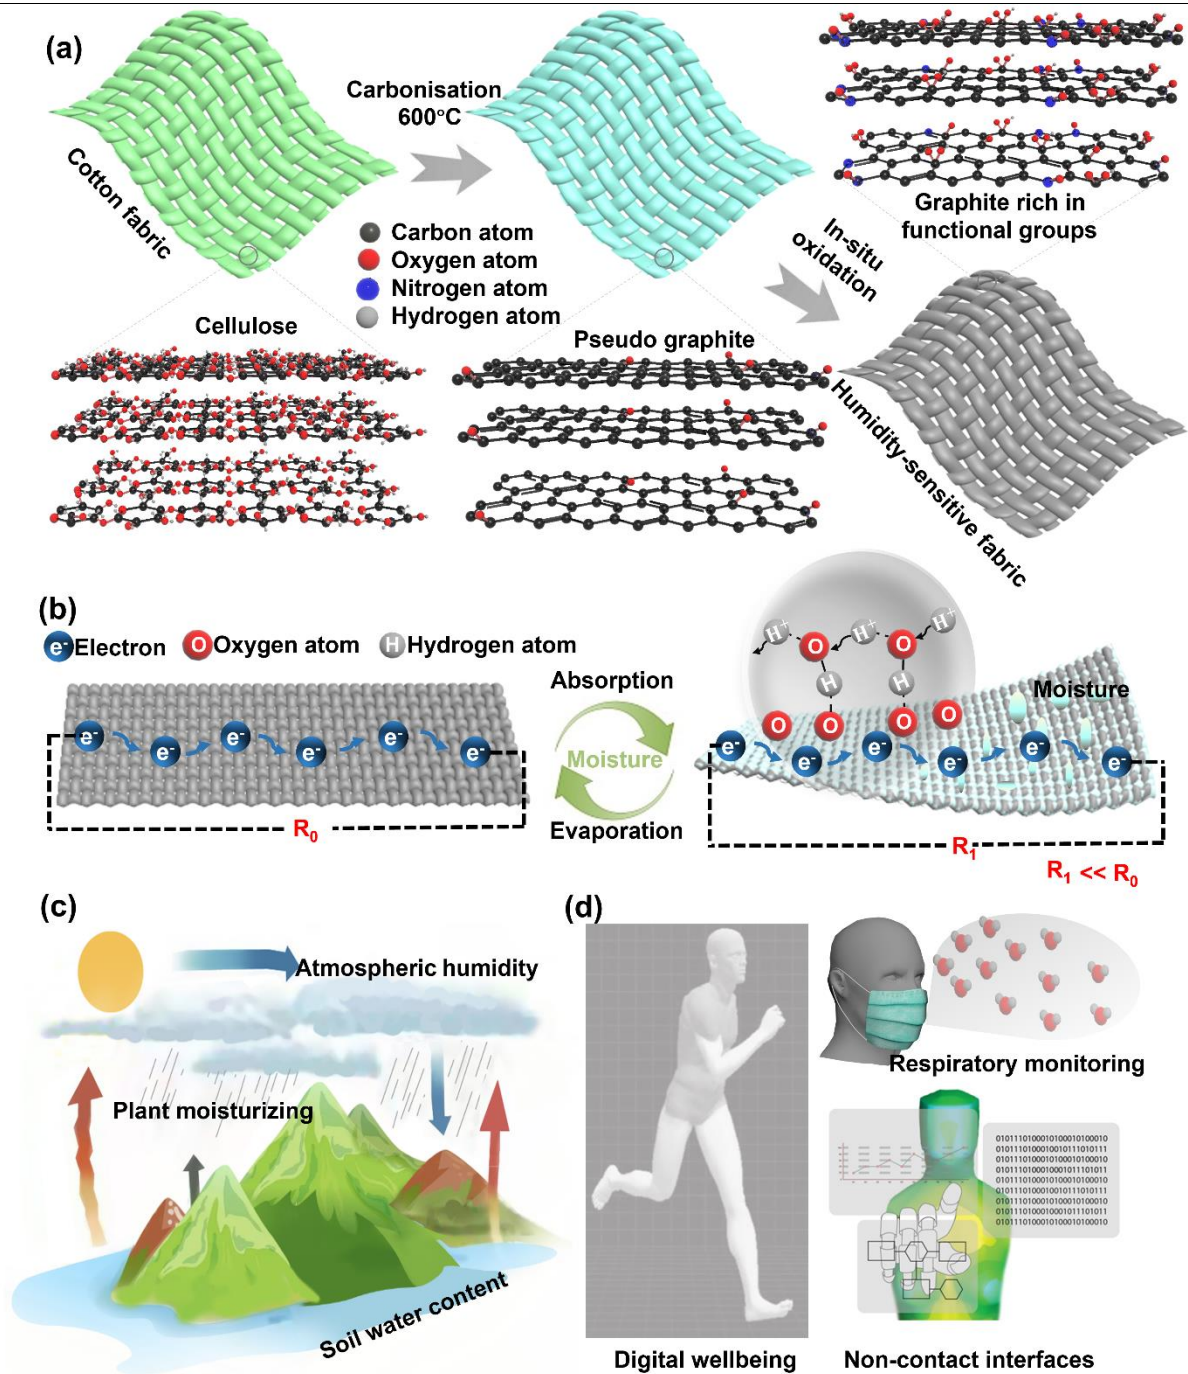 (a)
Carbonisation
600°C
Cotton fabric
Carbon atom
Oxygen atom
Nitrogen atom
Hydrogen atom
Graphite rich in
functional groups
In-situ
oxidation
Cellulose
Pseudo graphite
Humidity-sensitive fabric
(b)
e- Electron O Oxygen atom H Hydrogen atom
Absorption
Moisture
Evaporation
e- e- e- e- e- e-
R0
H+ H+ H+
O O
H H
O O O O
Moisture
e- e- e- e- e- e-
R1
R1 << R0
(c)
Atmospheric humidity
Plant moisturizing
Soil water content
(d)
Respiratory monitoring
Digital wellbeing
Non-contact interfaces